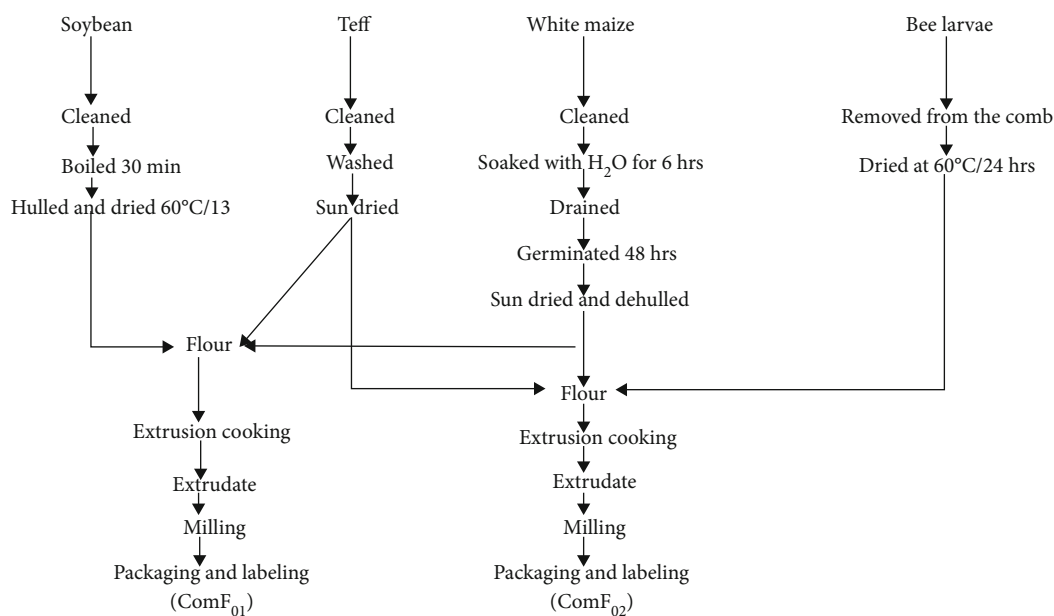 Soybean
Teff
White maize
Bee larvae
Cleaned
Cleaned
Cleaned
Removed from the comb
Boiled 30 min
Washed
Soaked with H₂O for 6 hrs
Dried at 60°C/24 hrs
Hulled and dried 60°C/13
Sun dried
Drained
Germinated 48 hrs
Sun dried and dehulled
Flour
Flour
Extrusion cooking
Extrusion cooking
Extrudate
Extrudate
Milling
Milling
Packaging and labeling
Packaging and labeling
(ComF₀₁)
(ComF₀₂)